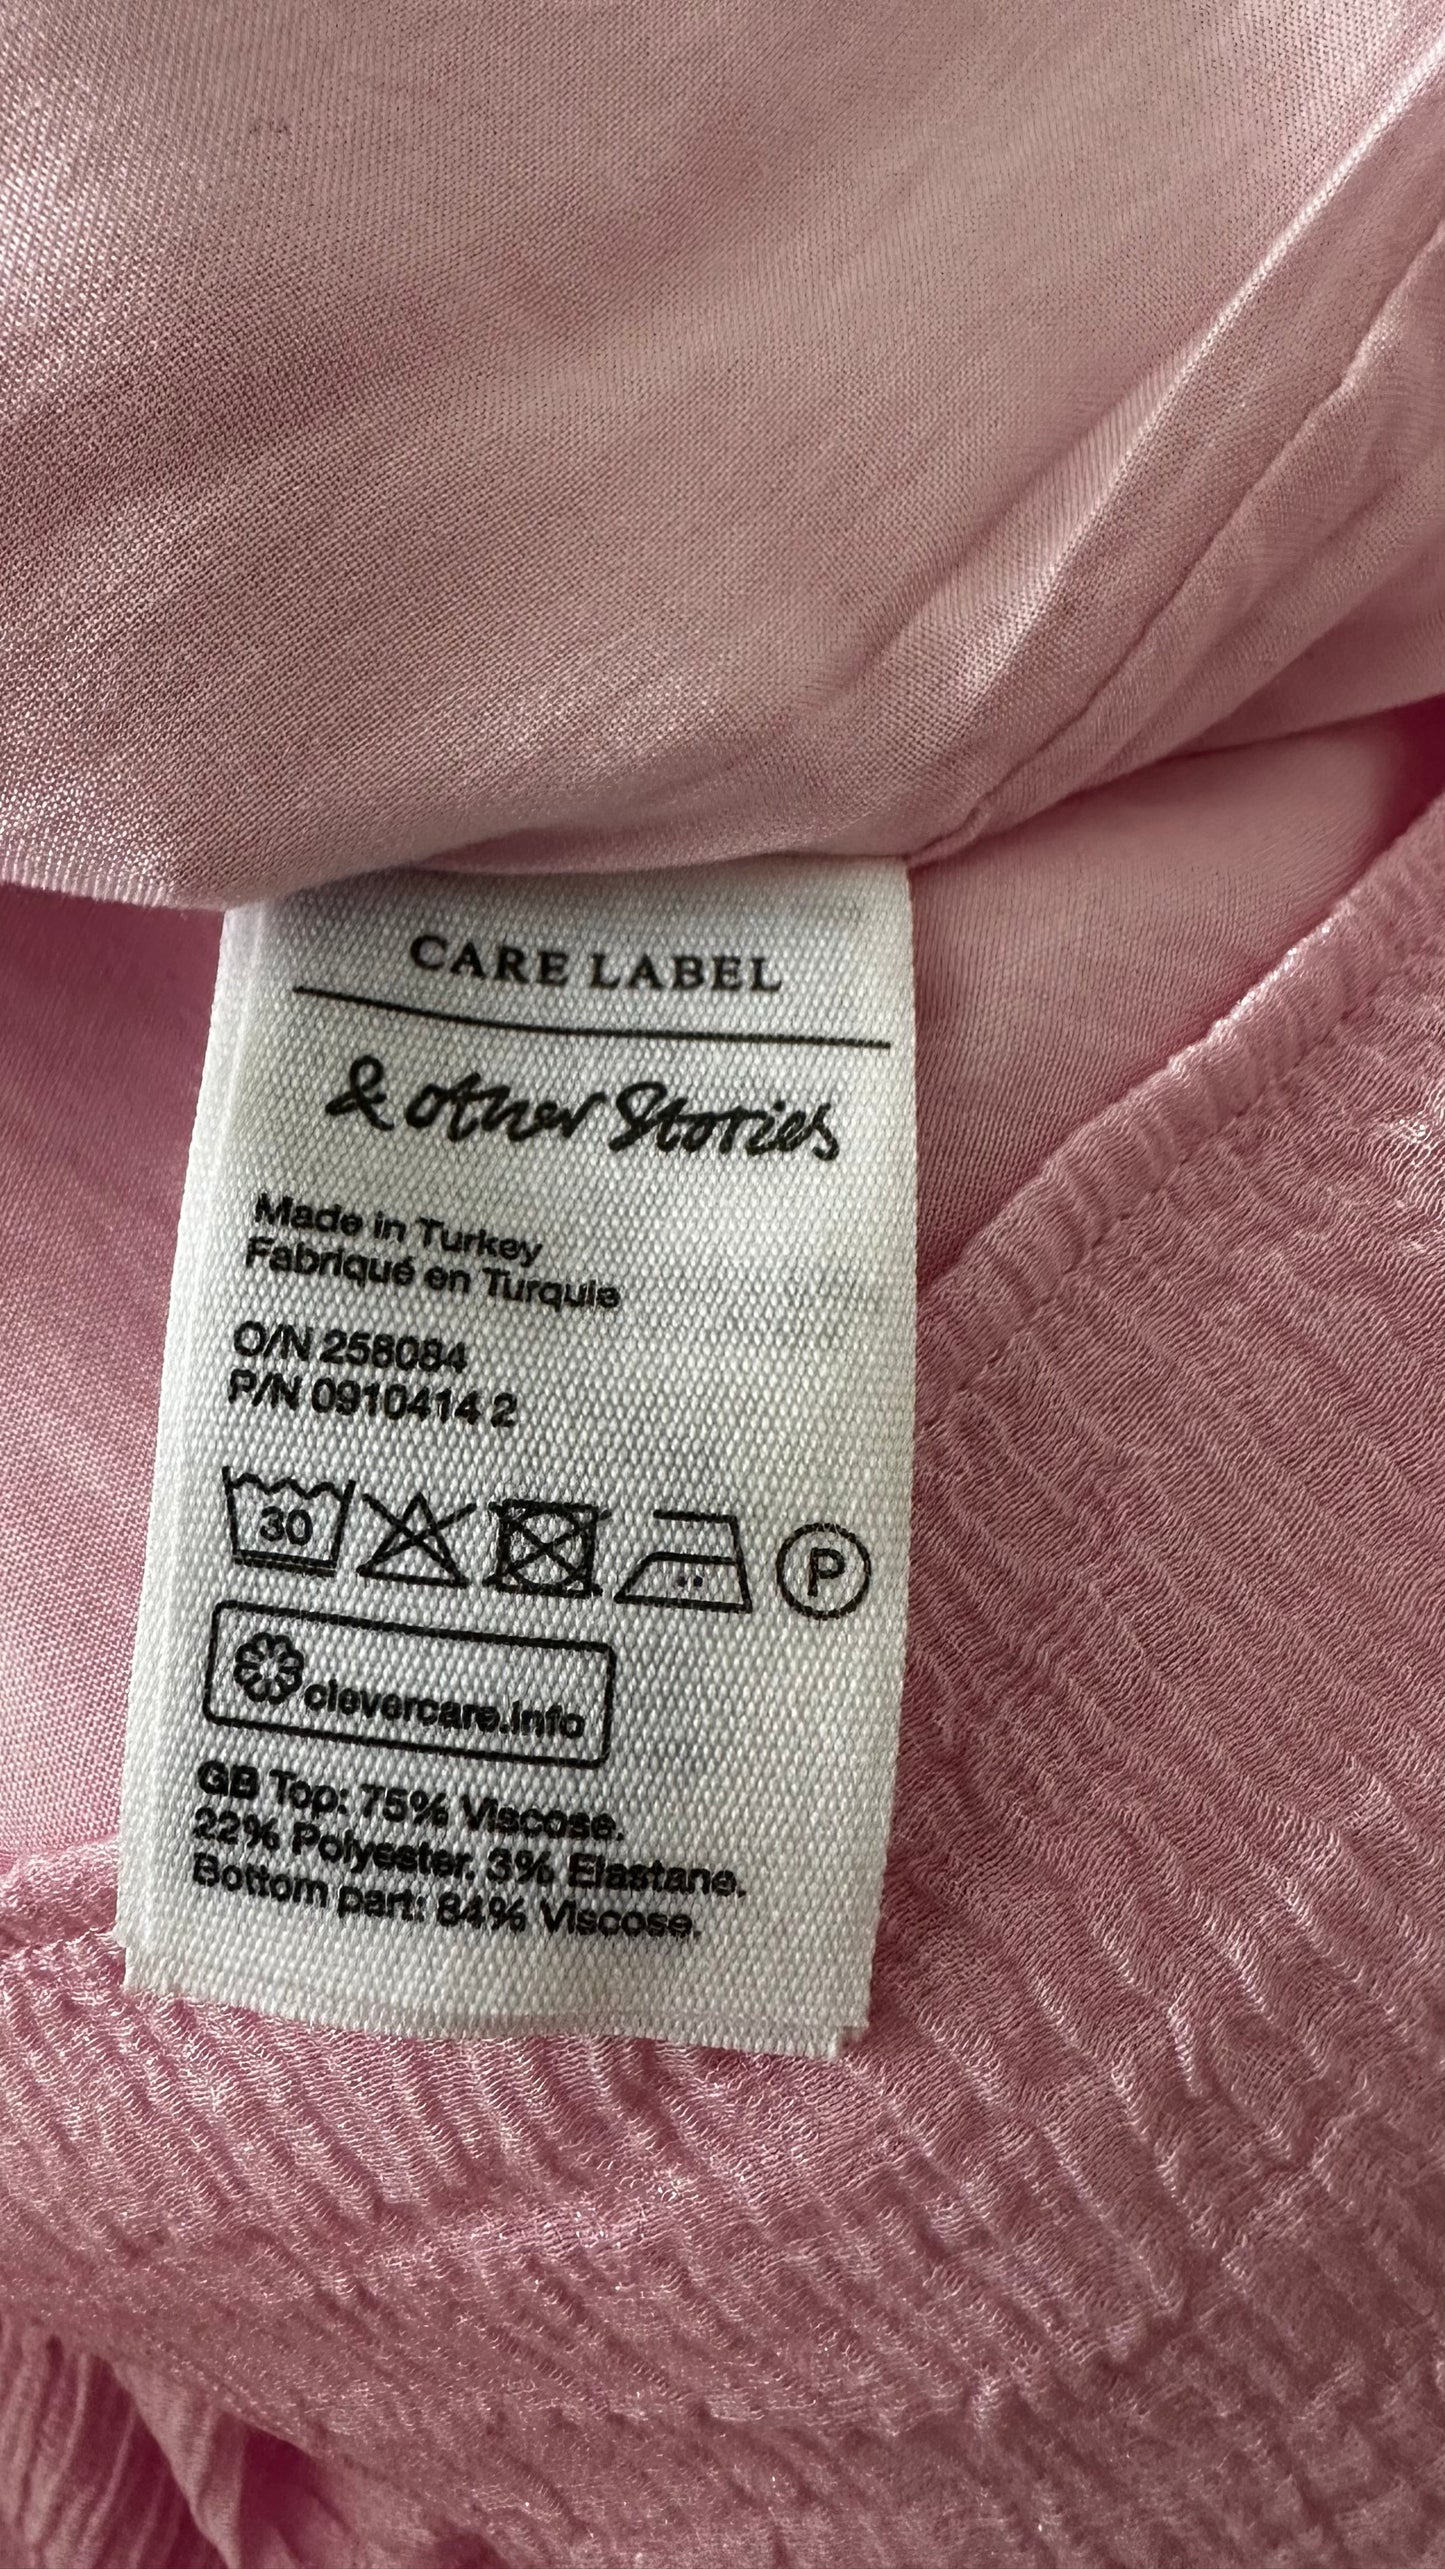 CARE LABEL
& other Stories
Made in Turkey
Fabriqué en Turquie
O/N 258084
P/N 0910414 2
30
P
clevercare.info
GB Top: 75% Viscose.
22% Polyester. 3% Elastane.
Bottom part: 84% Viscose.